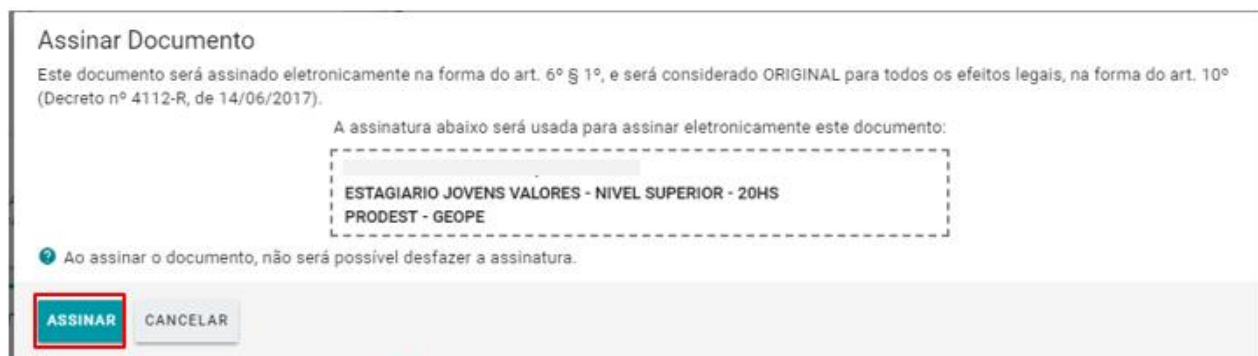 Assinar Documento
Este documento será assinado eletronicamente na forma do art. 6º § 1º, e será considerado ORIGINAL para todos os efeitos legais, na forma do art. 10º
(Decreto nº 4112-R, de 14/06/2017).
A assinatura abaixo será usada para assinar eletronicamente este documento:
ESTAGIARIO JOVENS VALORES - NIVEL SUPERIOR - 20HS
PRODEST - GEOPE
? Ao assinar o documento, não será possível desfazer a assinatura.
ASSINAR CANCELAR